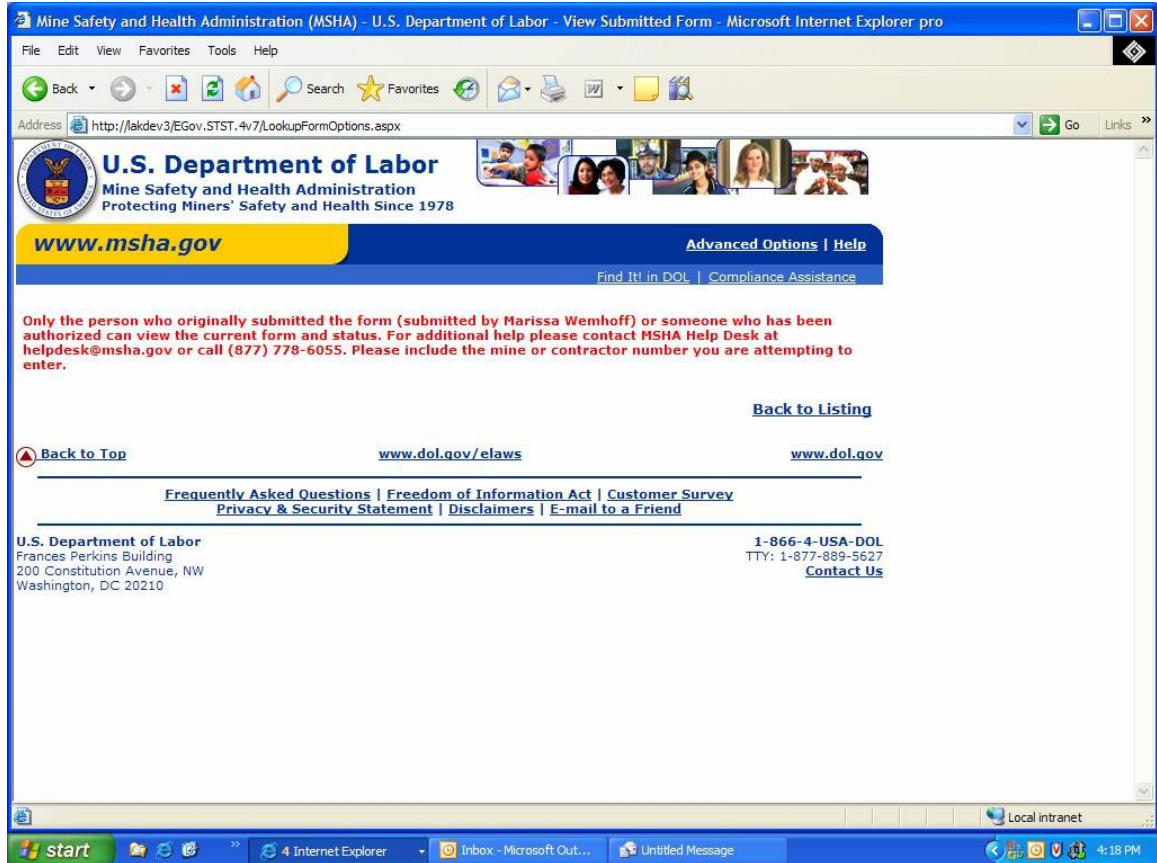 Mine Safety and Health Administration (MSHA) - U.S. Department of Labor - View Submitted Form - Microsoft Internet Explorer pro
File Edit View Favorites Tools Help
Back Search Favorites
Address http://lakdev3/EGov.STST.4v7/LookupFormOptions.aspx Go Links »
U.S. Department of Labor
Mine Safety and Health Administration
Protecting Miners' Safety and Health Since 1978
www.msha.gov Advanced Options | Help
Find It! in DOL | Compliance Assistance
Only the person who originally submitted the form (submitted by Marissa Wemhoff) or someone who has been
authorized can view the current form and status. For additional help please contact MSHA Help Desk at
helpdesk@msha.gov or call (877) 778-6055. Please include the mine or contractor number you are attempting to
enter.
Back to Listing
Back to Top www.dol.gov/elaws www.dol.gov
Frequently Asked Questions | Freedom of Information Act | Customer Survey
Privacy & Security Statement | Disclaimers | E-mail to a Friend
U.S. Department of Labor 1-866-4-USA-DOL
Frances Perkins Building TTY: 1-877-889-5627
200 Constitution Avenue, NW Contact Us
Washington, DC 20210
Local intranet
start » 4 Internet Explorer Inbox - Microsoft Out... Untitled Message 4:18 PM